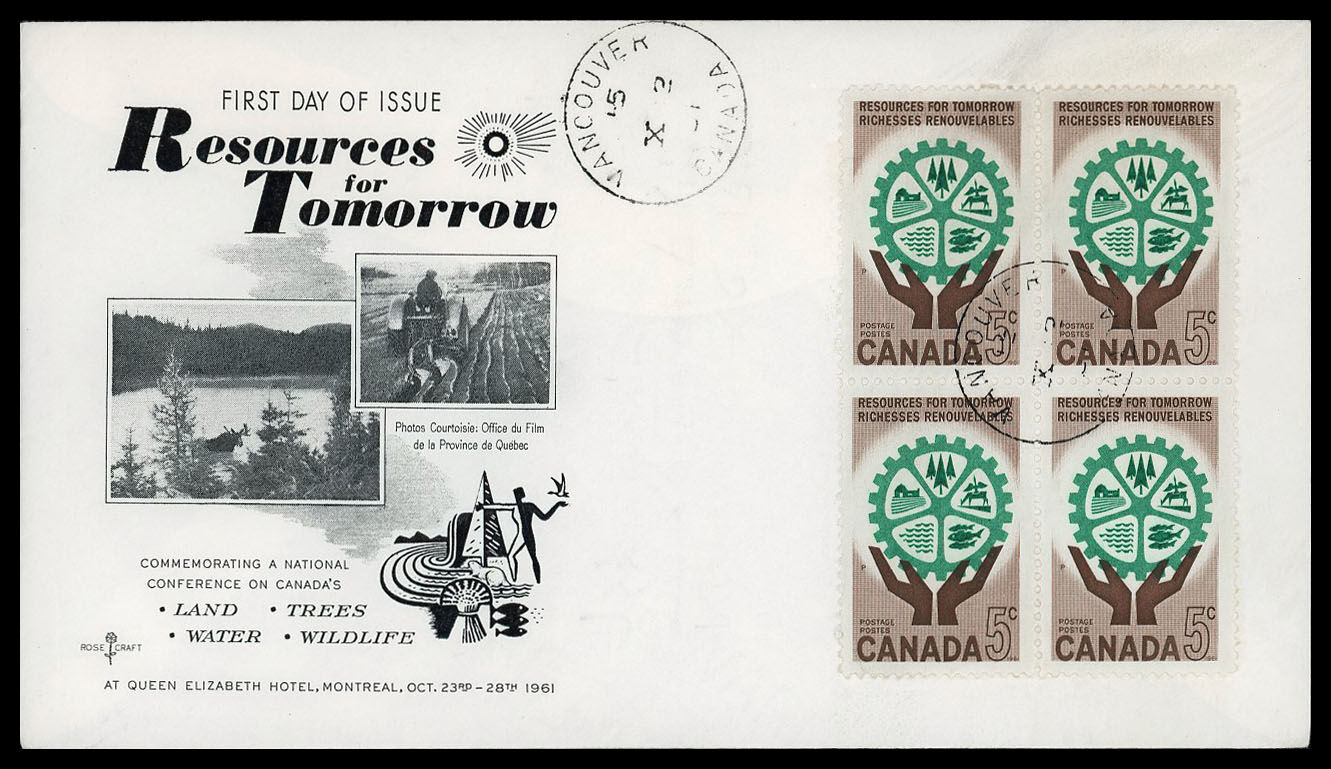 FIRST DAY OF ISSUE
Resources
for
Tomorrow
Photos Courtoisie: Office du Film
de la Province de Québec
COMMEMORATING A NATIONAL
CONFERENCE ON CANADA'S
• LAND • TREES
• WATER • WILDLIFE
ROSE CRAFT
AT QUEEN ELIZABETH HOTEL, MONTREAL, OCT. 23RD – 28TH 1961
VANCOUVER
15
X 2
CANADA
RESOURCES FOR TOMORROW
RICHESSES RENOUVELABLES
P
POSTAGE
POSTES
CANADA 5c
RESOURCES FOR TOMORROW
RICHESSES RENOUVELABLES
P
POSTAGE
POSTES
CANADA 5c
VANCOUVER
RESOURCES FOR TOMORROW
RICHESSES RENOUVELABLES
P
POSTAGE
POSTES
CANADA 5c
RESOURCES FOR TOMORROW
RICHESSES RENOUVELABLES
P
POSTAGE
POSTES
CANADA 5c